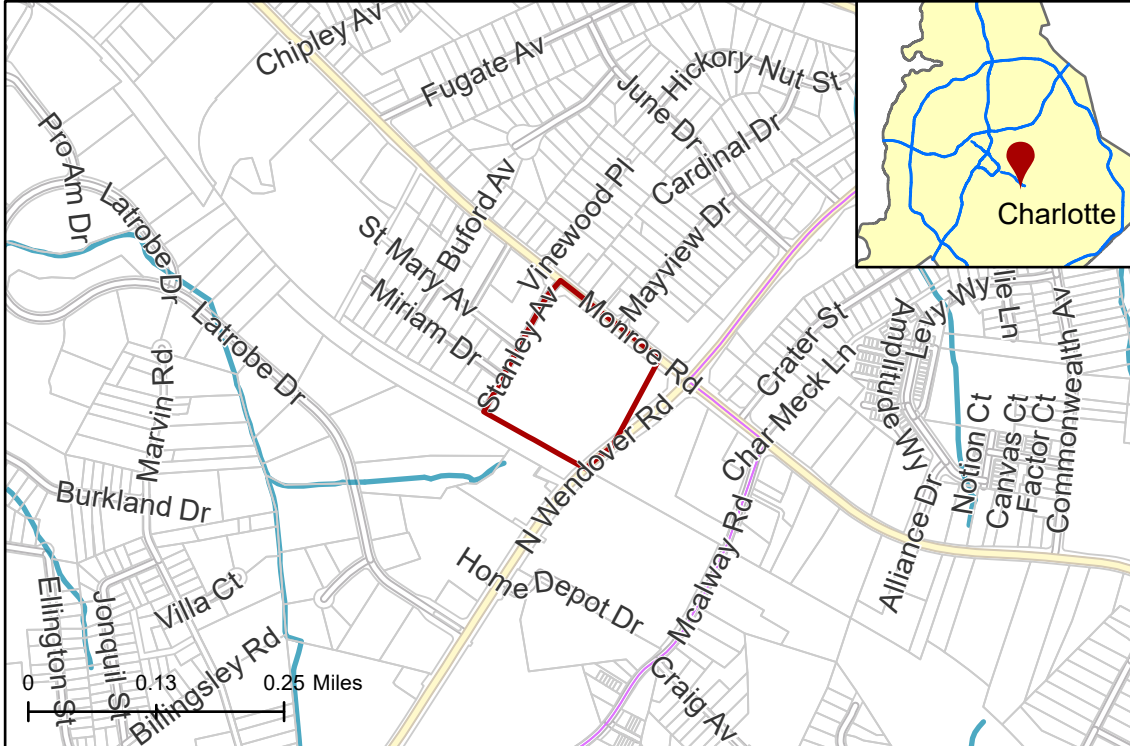 Chipley Av
Fugate Av
Hickory Nut St
June Dr
Cardinal Dr
Pro Am Dr
Latrobe Dr
Buford Av
Vinewood Pl
St Mary Av
Mayview Dr
Miriam Dr
Stanley Av
Monroe Rd
Latrobe Dr
Marvin Rd
Crater St
Char Meck Ln
Amplitude Wy
Levy Wy
Leil Lu
Commonwealth Av
Notion Ct
Canvas Ct
Factor Ct
N Wendover Rd
Burkland Dr
Alliance Dr
Home Depot Dr
Mcalway Rd
Villa Ct
Ellington St
Jonquil St
Billingsley Rd
Craig Av
0 0.13 0.25 Miles
Charlotte